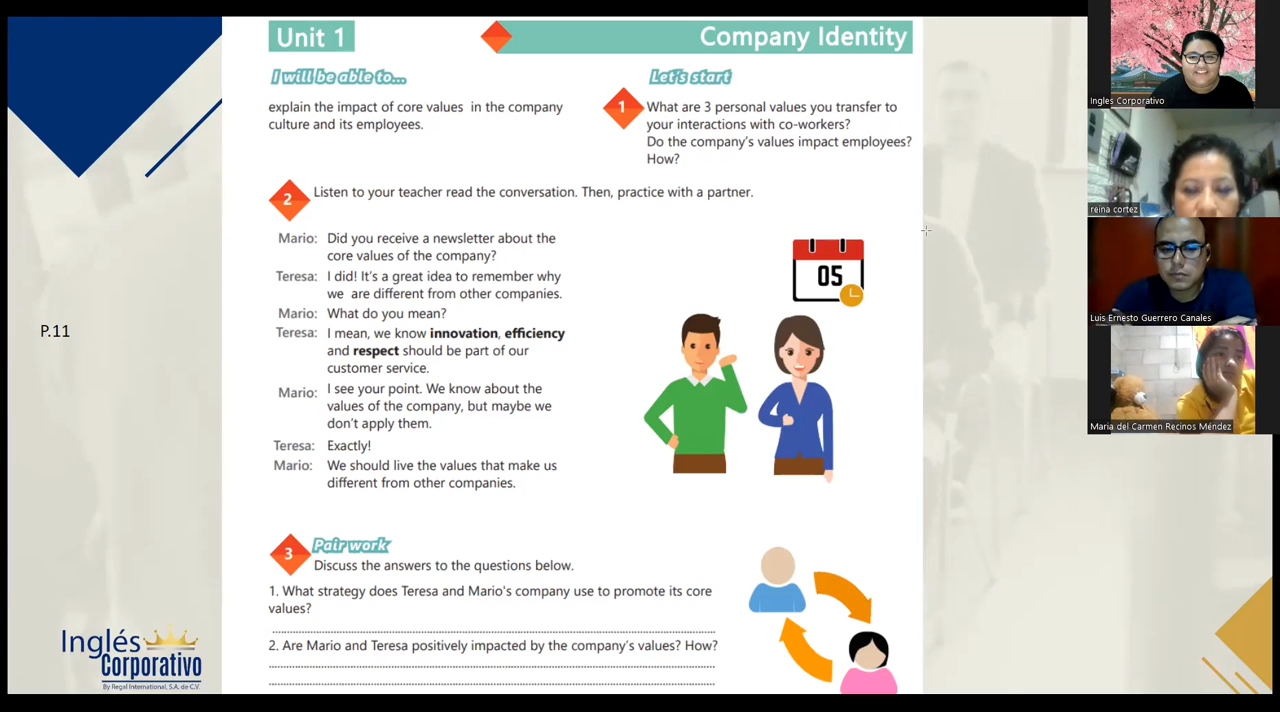 Unit 1
Company Identity
I will be able to...
explain the impact of core values in the company
culture and its employees.
Let's start
1
What are 3 personal values you transfer to
your interactions with co-workers?
Do the company's values impact employees?
How?
2
Listen to your teacher read the conversation. Then, practice with a partner.
Mario: Did you receive a newsletter about the
core values of the company?
Teresa: I did! It's a great idea to remember why
we are different from other companies.
Mario: What do you mean?
Teresa: I mean, we know innovation, efficiency
and respect should be part of our
customer service.
Mario: I see your point. We know about the
values of the company, but maybe we
don't apply them.
Teresa: Exactly!
Mario: We should live the values that make us
different from other companies.
05
P.11
3
Pair work
Discuss the answers to the questions below.
1. What strategy does Teresa and Mario's company use to promote its core
values?
2. Are Mario and Teresa positively impacted by the company's values? How?
Inglés
Corporativo
By Regal International, S.A. de C.V.
Ingles Corporativo
reina cortez
Luis Ernesto Guerrero Canales
Maria del Carmen Recinos Méndez